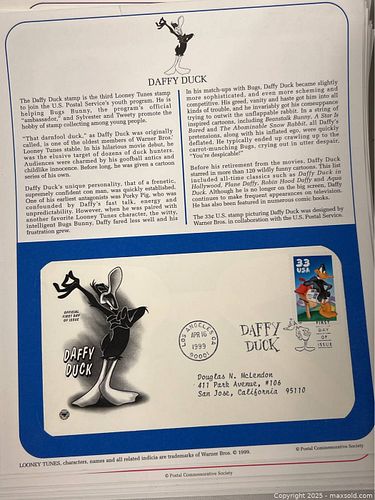 DAFFY DUCK
The Daffy Duck stamp is the third Looney Tunes stamp
to join the U.S. Postal Service's youth program. He is
helping Bugs Bunny, the program's official
"ambassador," and Sylvester and Tweety promote the
hobby of stamp collecting among young people.
"That darnfool duck," as Daffy Duck was originally
called, is one of the oldest members of Warner Bros.'
Looney Tunes stable. In his hilarious movie debut, he
was the elusive target of dozens of duck hunters.
Audiences were charmed by his goofball antics and
childlike innocence. Before long, he was given a cartoon
series of his own.
Daffy Duck's unique personality, that of a frenetic,
supremely confident con man, was quickly established.
One of his earliest antagonists was Porky Pig, who was
confounded by Daffy's fast talk, energy and
unpredictability. However, when he was paired with
another favorite Looney Tunes character, the witty,
intelligent Bugs Bunny, Daffy fared less well and his
frustration grew.
In his match-ups with Bugs, Daffy Duck became slightly
more sophisticated, and even more scheming and
competitive. His greed, vanity and haste got him into all
kinds of trouble, and he invariably got his comeuppance
trying to outwit the unflappable rabbit. In a string of
inspired cartoons, including Beanstalk Bunny, A Star Is
Bored and The Abominable Snow Rabbit, all Daffy's
pretensions, along with his inflated ego, were quickly
deflated. He typically ended up crawling up to the
carrot-munching Bugs, crying out in utter despair,
"You're despicable!"
Before his retirement from the movies, Daffy Duck
starred in more than 120 wildly funny cartoons. This list
included all-time classics such as Daffy Duck in
Hollywood, Plane Daffy, Robin Hood Daffy and Aqua
Duck. Although he is no longer on the big screen, Daffy
continues to make frequent appearances on television.
He has also been featured in numerous comic books.
The 33¢ U.S. stamp picturing Daffy Duck was designed by
Warner Bros. in collaboration with the U.S. Postal Service.
OFFICIAL
FIRST DAY
OF ISSUE
DAFFY
DUCK
LOS ANGELES CA
APR 16
1999
90001
DAFFY
DUCK
33
USA
FIRST
DAY
OF
ISSUE
Douglas N. McLendon
411 Park Avenue, #106
San Jose, California 95110
LOONEY TUNES, characters, names and all related indicia are trademarks of Warner Bros. © 1999.
© Postal Commemorative Society
© Postal Commemorative Society
Copyright 2025 - maxsold.com